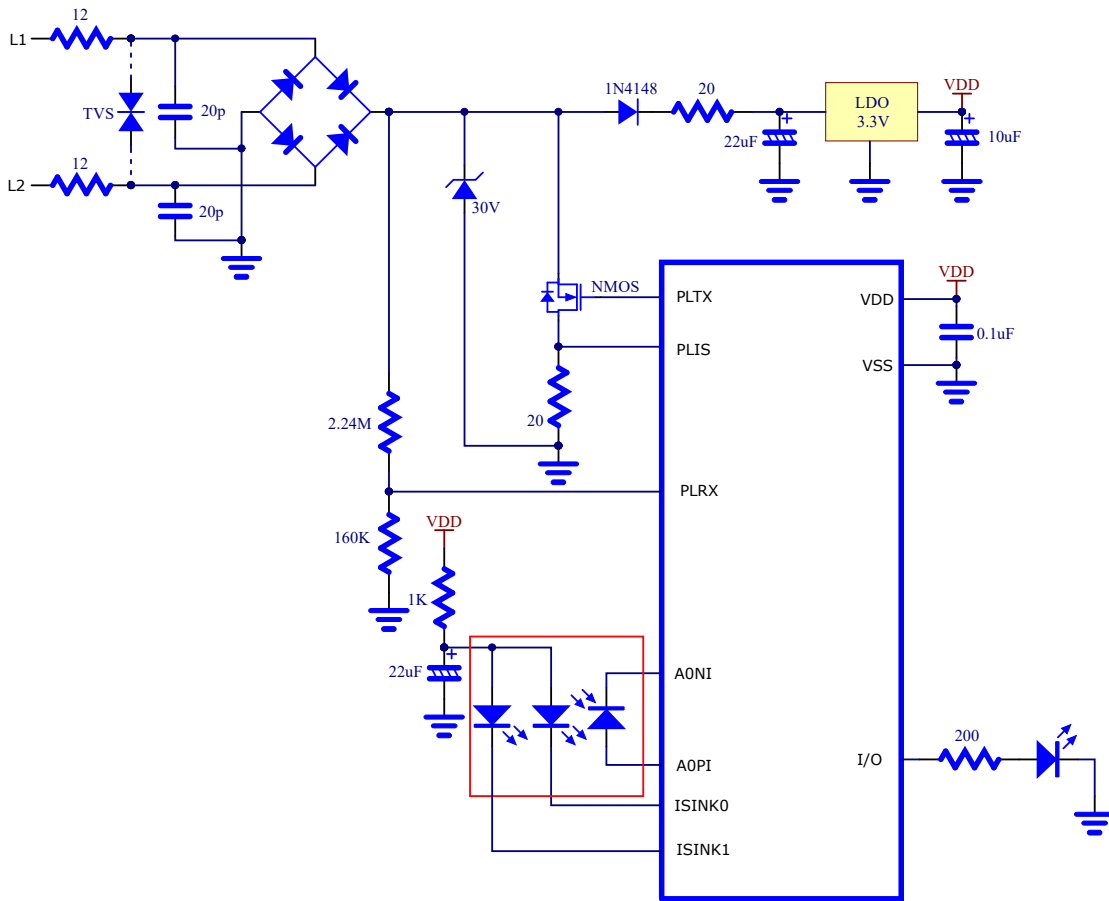 12
L1
1N4148
20
VDD
LDO
3.3V
TVS
20p
22uF
10uF
12
L2
20p
30V
NMOS
PLTX
VDD
VDD
0.1uF
PLIS
VSS
2.24M
20
PLRX
VDD
160K
1K
22uF
A0NI
200
I/O
A0PI
ISINK0
ISINK1